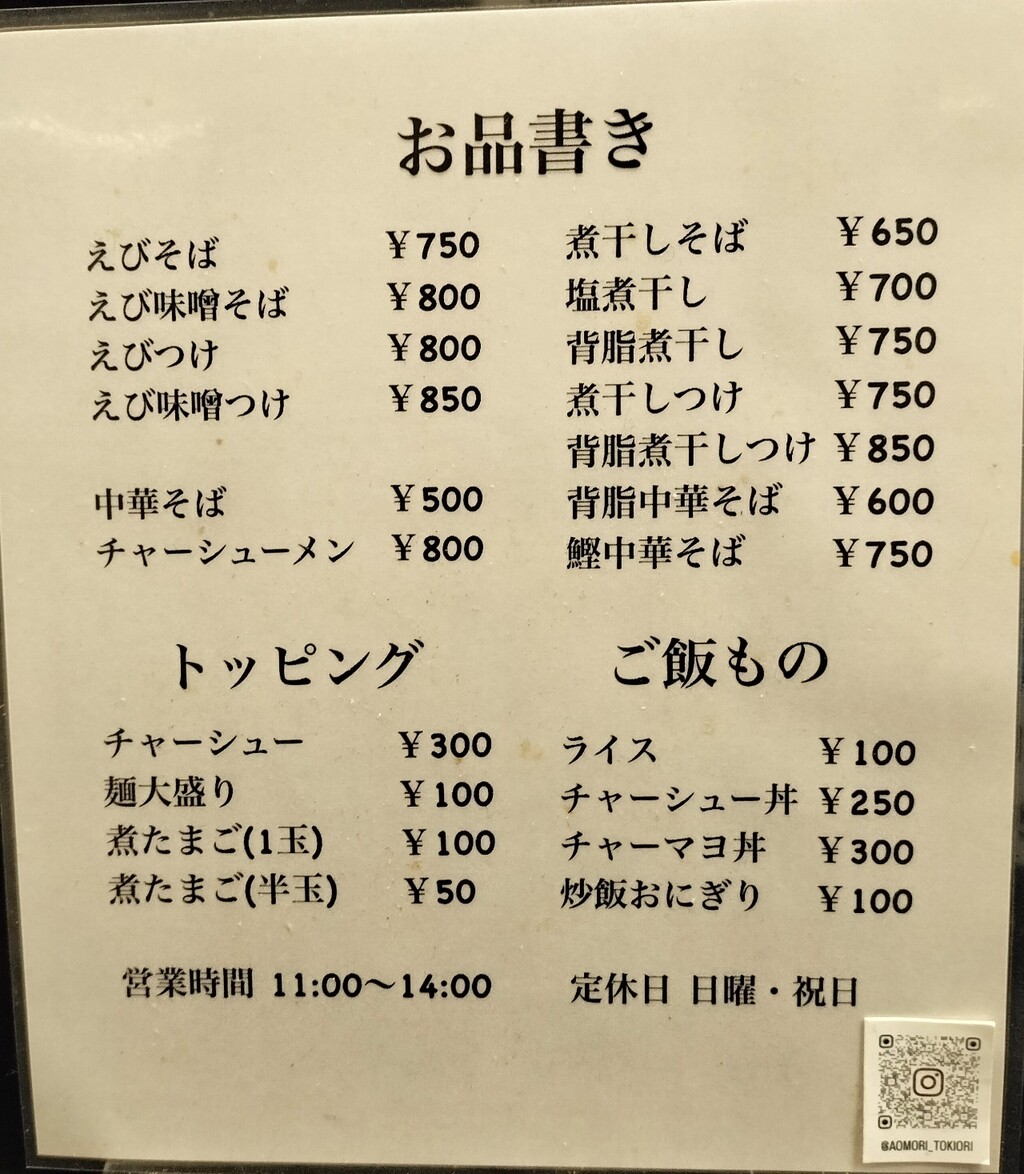 お品書き
えびそば ¥750
えび味噌そば ¥800
えびつけ ¥800
えび味噌つけ ¥850
中華そば ¥500
チャーシューメン ¥800
煮干しそば ¥650
塩煮干し ¥700
背脂煮干し ¥750
煮干しつけ ¥750
背脂煮干しつけ ¥850
背脂中華そば ¥600
鰹中華そば ¥750
トッピング
チャーシュー ¥300
麺大盛り ¥100
煮たまご(1玉) ¥100
煮たまご(半玉) ¥50
ご飯もの
ライス ¥100
チャーシュー丼 ¥250
チャーマヨ丼 ¥300
炒飯おにぎり ¥100
営業時間 11:00〜14:00
定休日 日曜・祝日
@AOMORI_TOKIORI